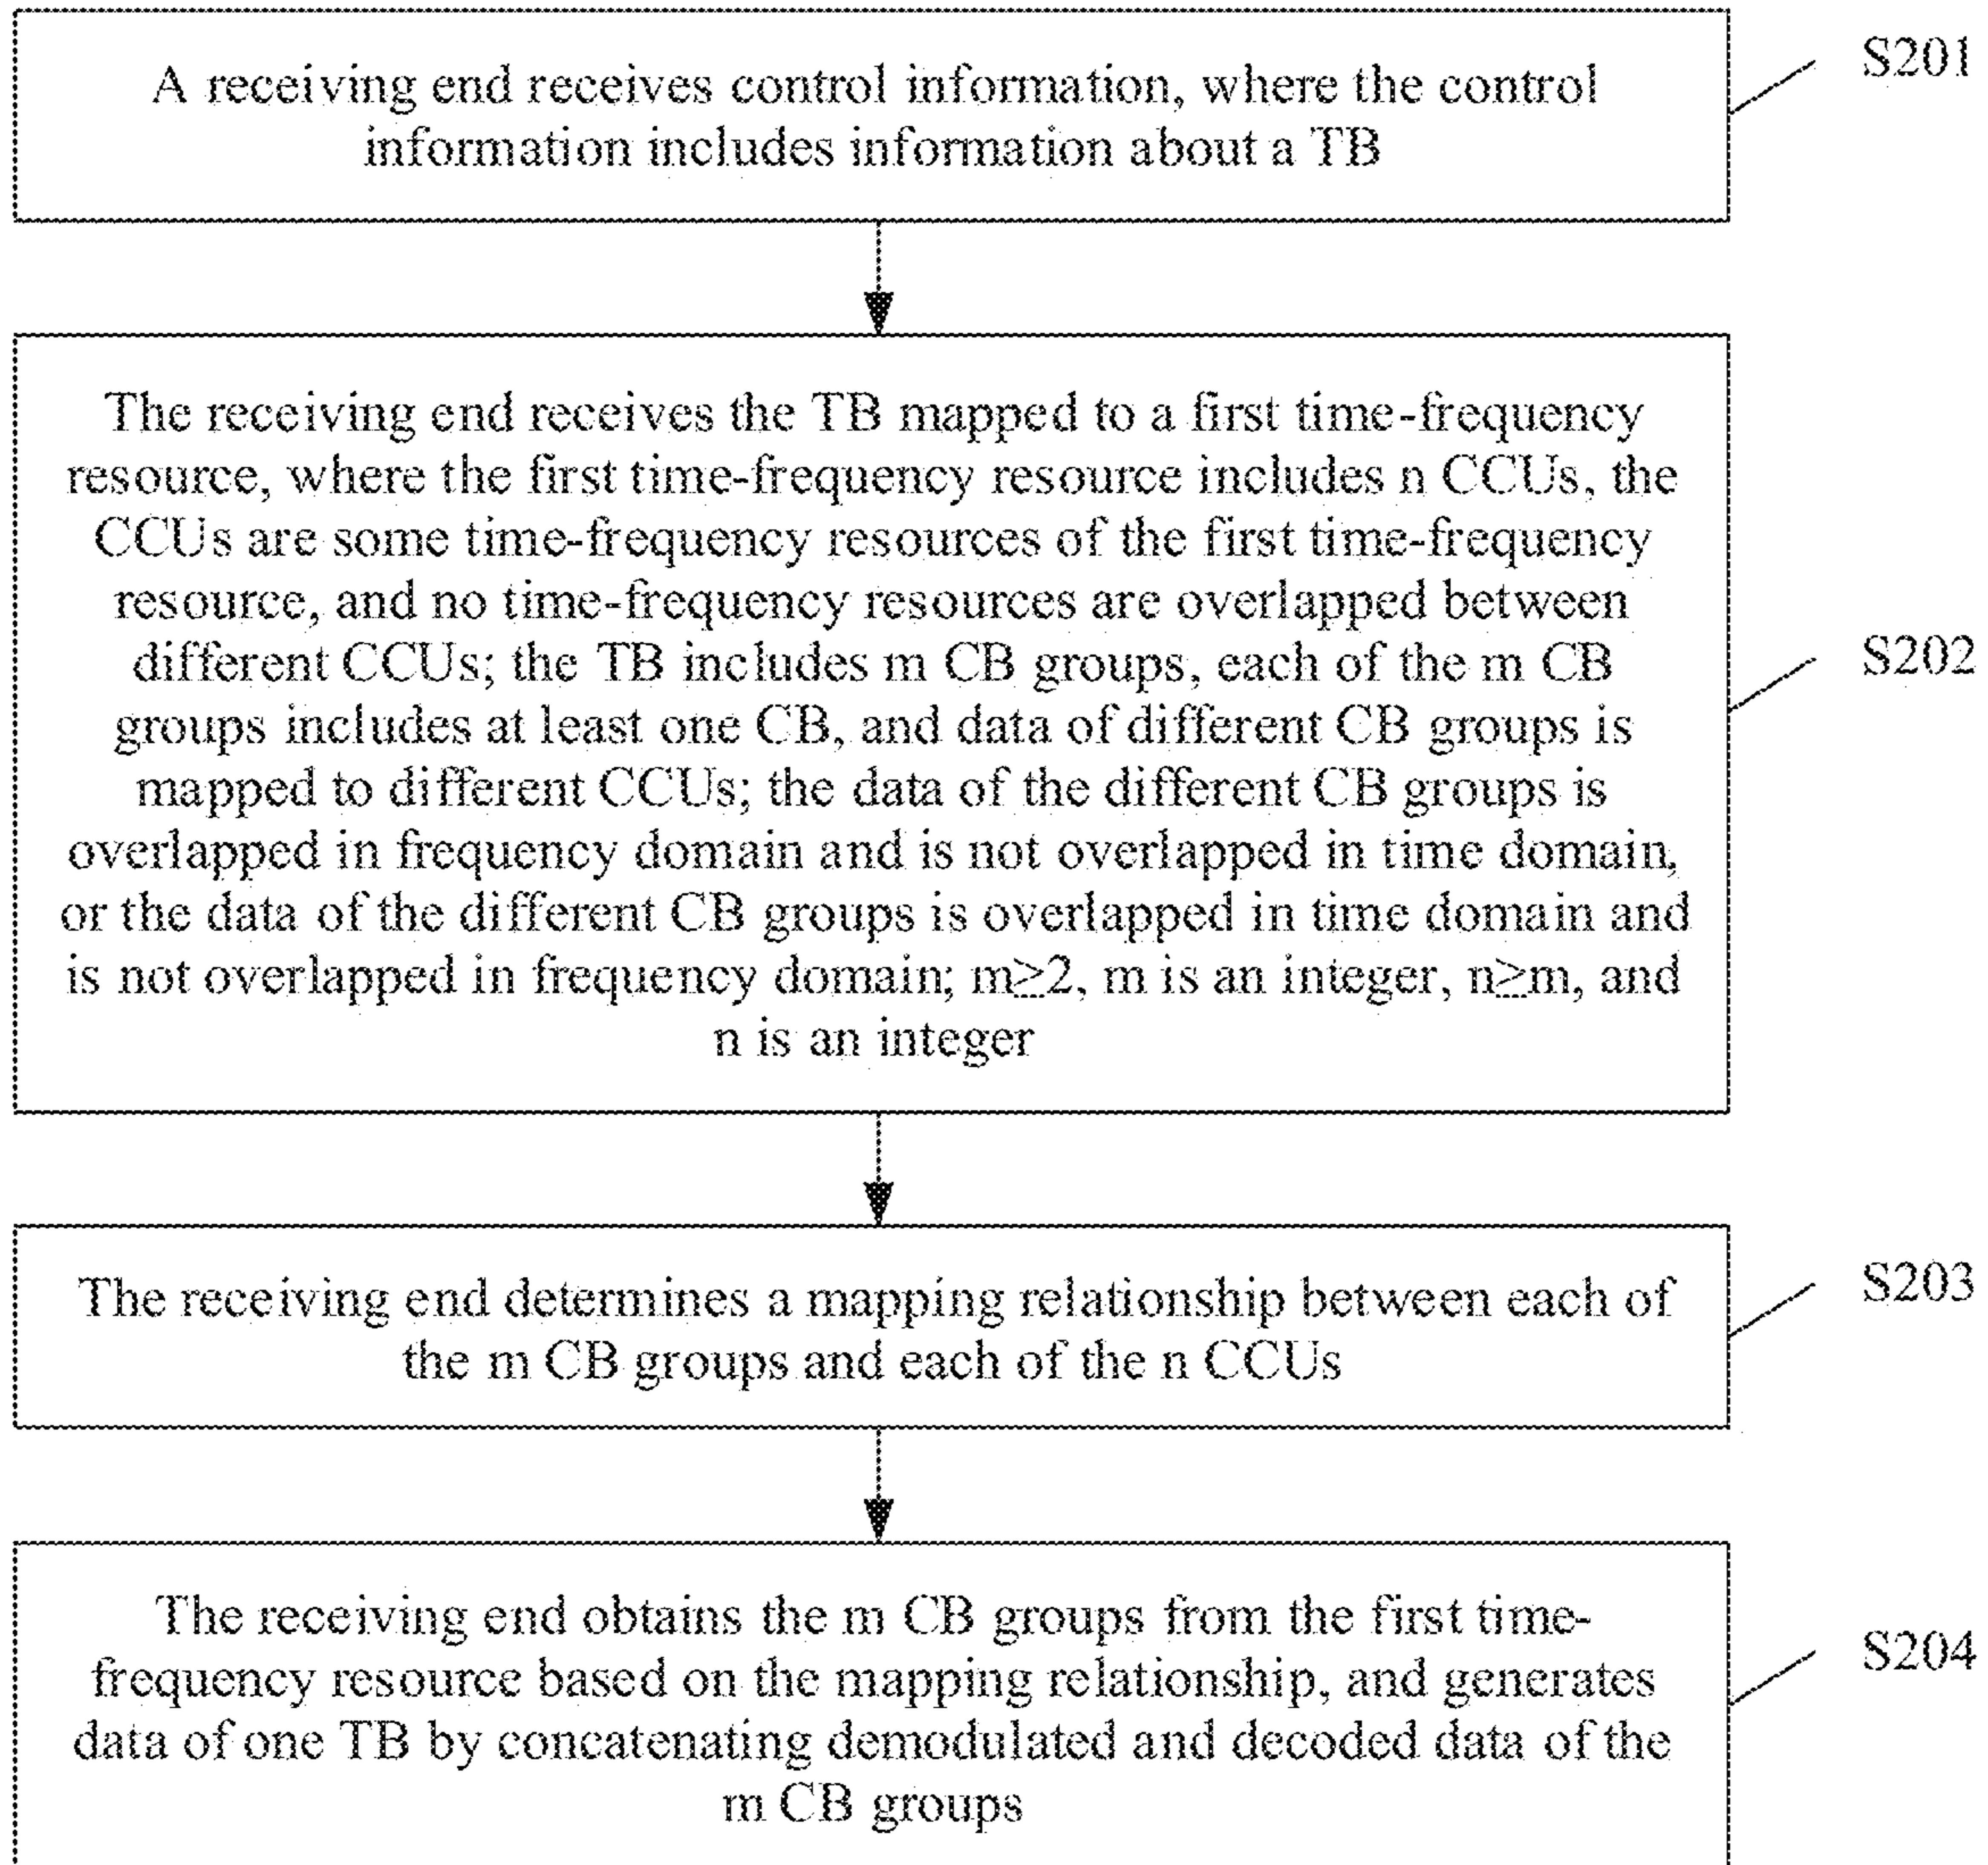 A receiving end receives control information, where the control
information includes information about a TB
S201
The receiving end receives the TB mapped to a first time-frequency
resource, where the first time-frequency resource includes n CCUs, the
CCUs are some time-frequency resources of the first time-frequency
resource, and no time-frequency resources are overlapped between
different CCUs; the TB includes m CB groups, each of the m CB
groups includes at least one CB, and data of different CB groups is
mapped to different CCUs; the data of the different CB groups is
overlapped in frequency domain and is not overlapped in time domain,
or the data of the different CB groups is overlapped in time domain and
is not overlapped in frequency domain; m≥2, m is an integer, n≥m, and
n is an integer
S202
The receiving end determines a mapping relationship between each of
the m CB groups and each of the n CCUs
S203
The receiving end obtains the m CB groups from the first time-
frequency resource based on the mapping relationship, and generates
data of one TB by concatenating demodulated and decoded data of the
m CB groups
S204